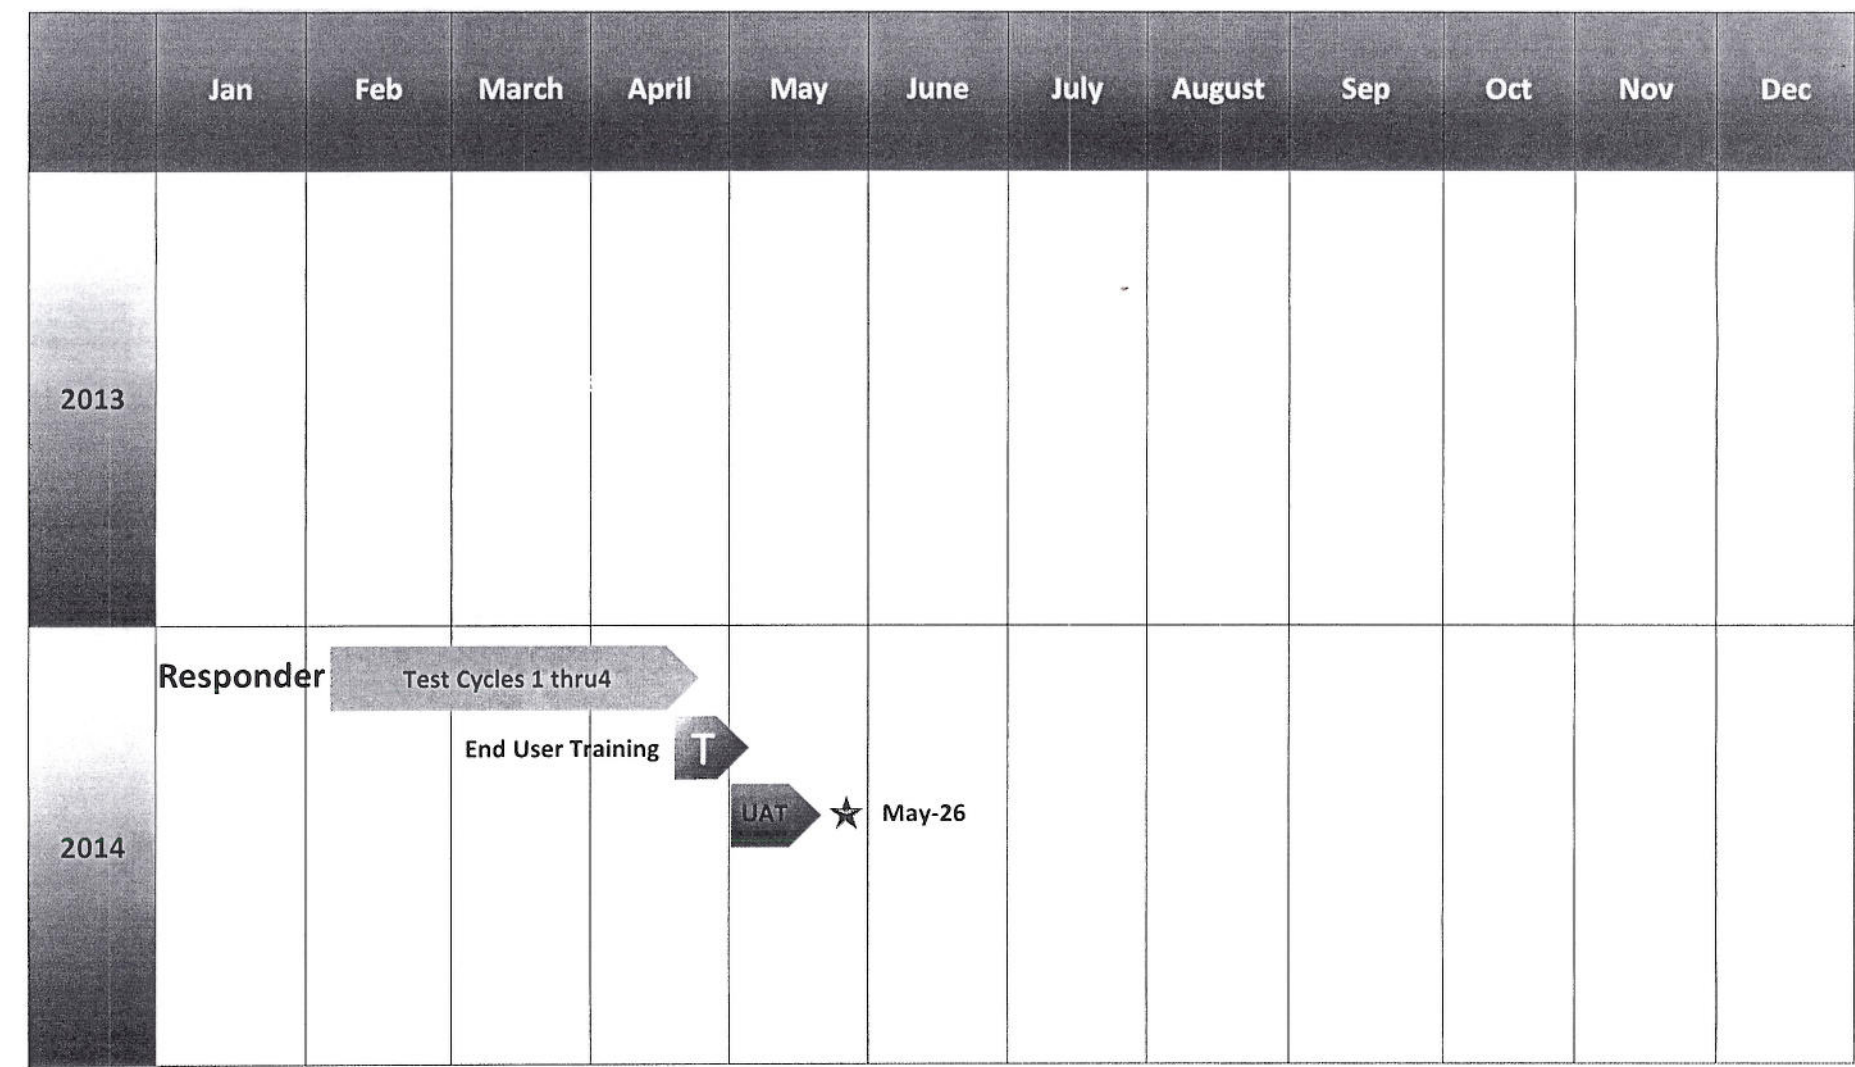 Jan Feb March April May June July August Sep Oct Nov Dec
2013
Responder Test Cycles 1 thru4
End User Training T
UAT May-26
2014